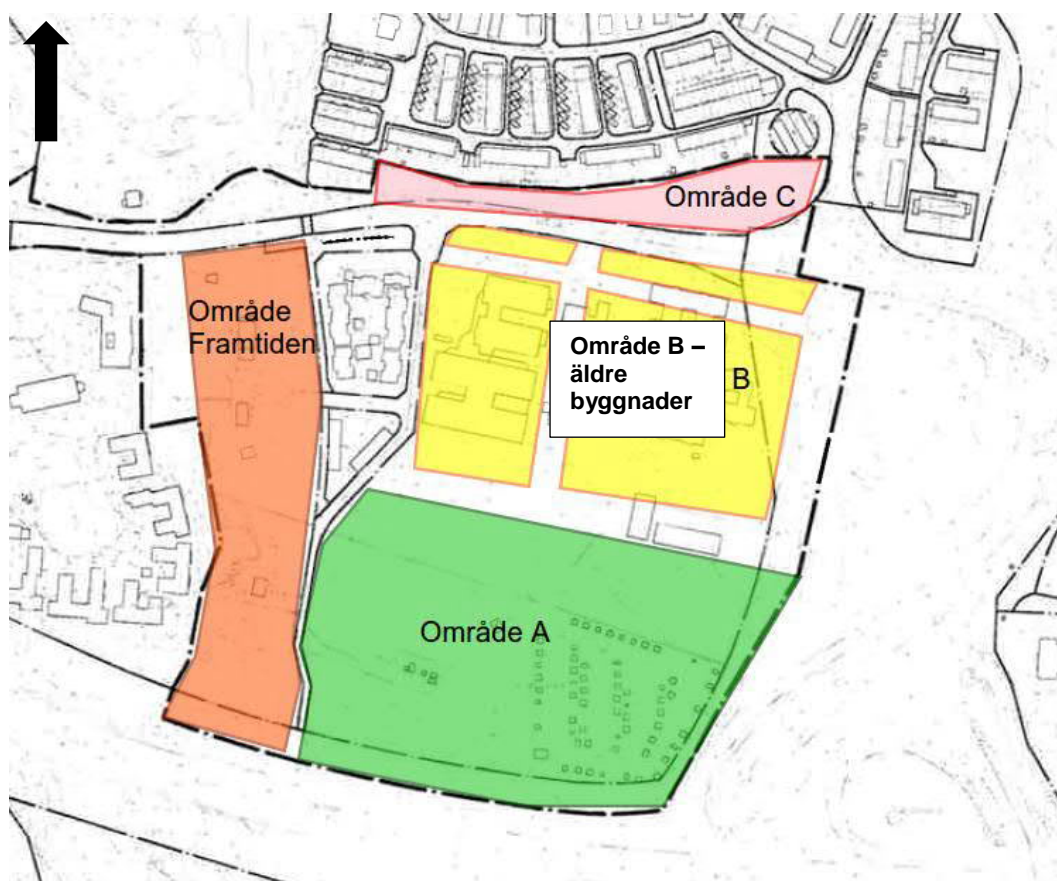 Område C
Område
Framtiden
Område B –
äldre
byggnader
B
Område A